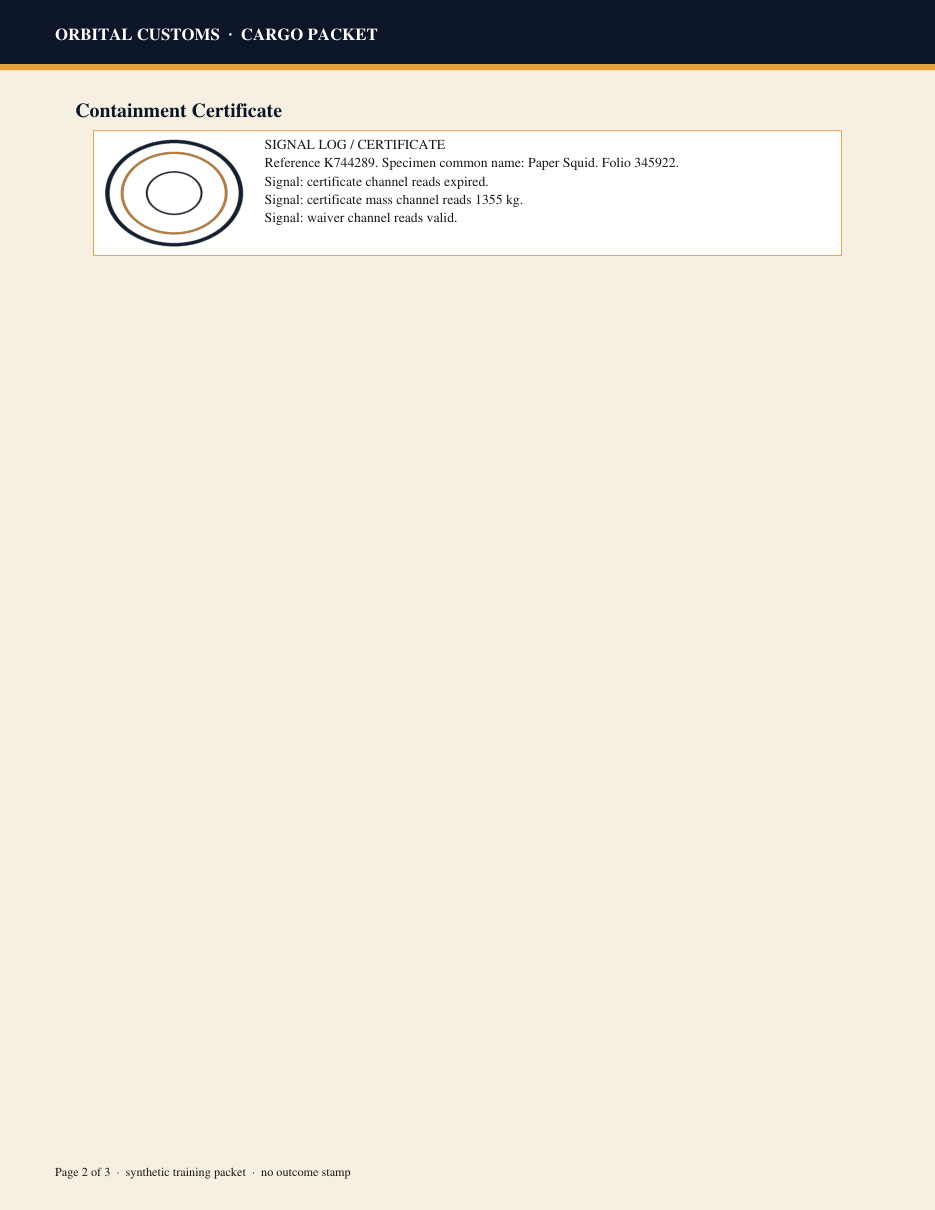 ORBITAL CUSTOMS · CARGO PACKET
Containment Certificate
SIGNAL LOG / CERTIFICATE
Reference K744289. Specimen common name: Paper Squid. Folio 345922.
Signal: certificate channel reads expired.
Signal: certificate mass channel reads 1355 kg.
Signal: waiver channel reads valid.
Page 2 of 3 · synthetic training packet · no outcome stamp